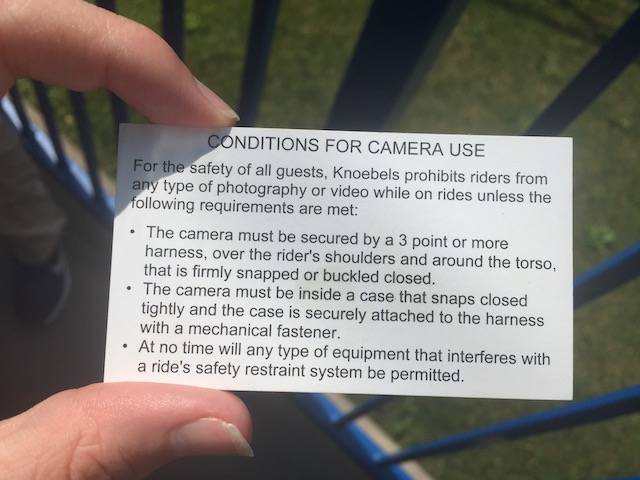 CONDITIONS FOR CAMERA USE
For the safety of all guests, Knoebels prohibits riders from
any type of photography or video while on rides unless the
following requirements are met:
• The camera must be secured by a 3 point or more
harness, over the rider's shoulders and around the torso,
that is firmly snapped or buckled closed.
• The camera must be inside a case that snaps closed
tightly and the case is securely attached to the harness
with a mechanical fastener.
• At no time will any type of equipment that interferes with
a ride's safety restraint system be permitted.